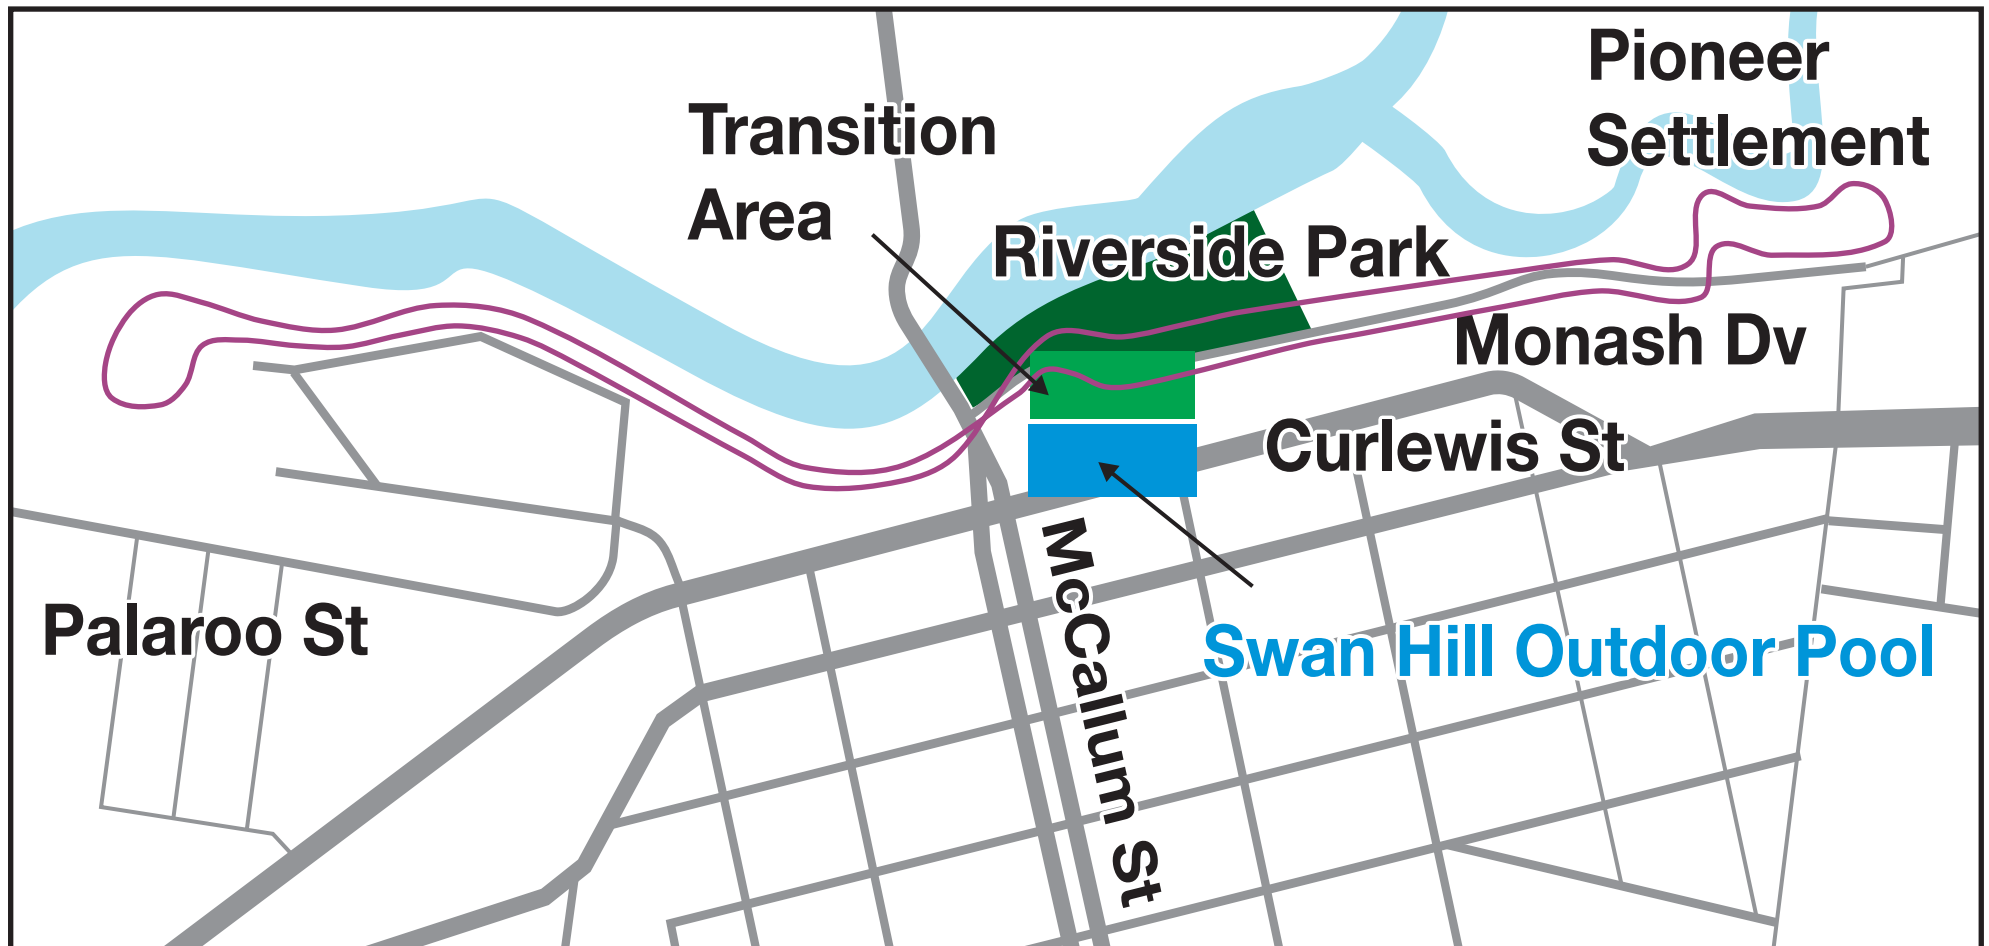 Pioneer
Settlement
Transition
Area
Riverside Park
Monash Dv
Curlewis St
McCallum St
Palaroo St
Swan Hill Outdoor Pool